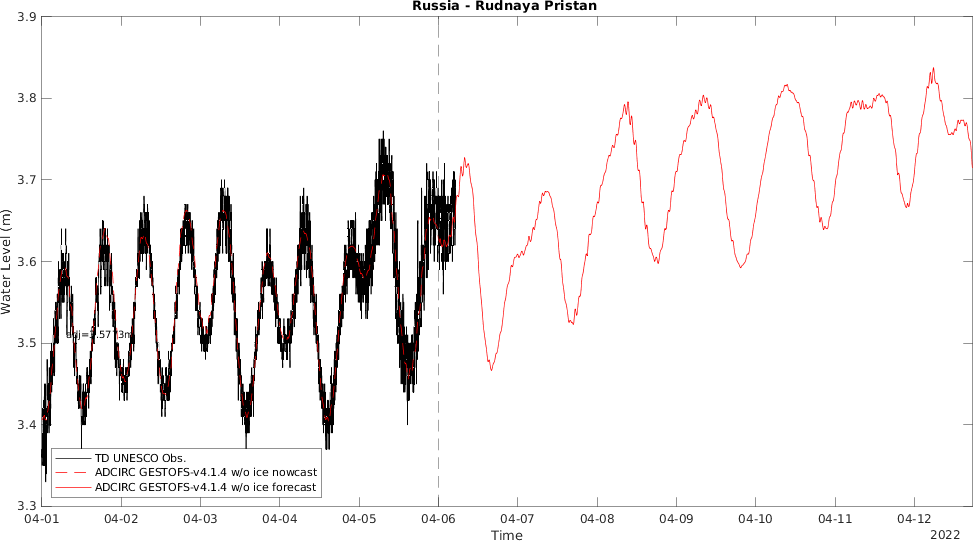 Russia - Rudnaya Pristan
Water Level (m)
3.9
3.8
3.7
3.6
3.5
3.4
3.3
TD UNESCO Obs.
ADCIRC GESTOFS-v4.1.4 w/o ice nowcast
ADCIRC GESTOFS-v4.1.4 w/o ice forecast
04-01 04-02 04-03 04-04 04-05 04-06 04-07 04-08 04-09 04-10 04-11 04-12
Time
2022